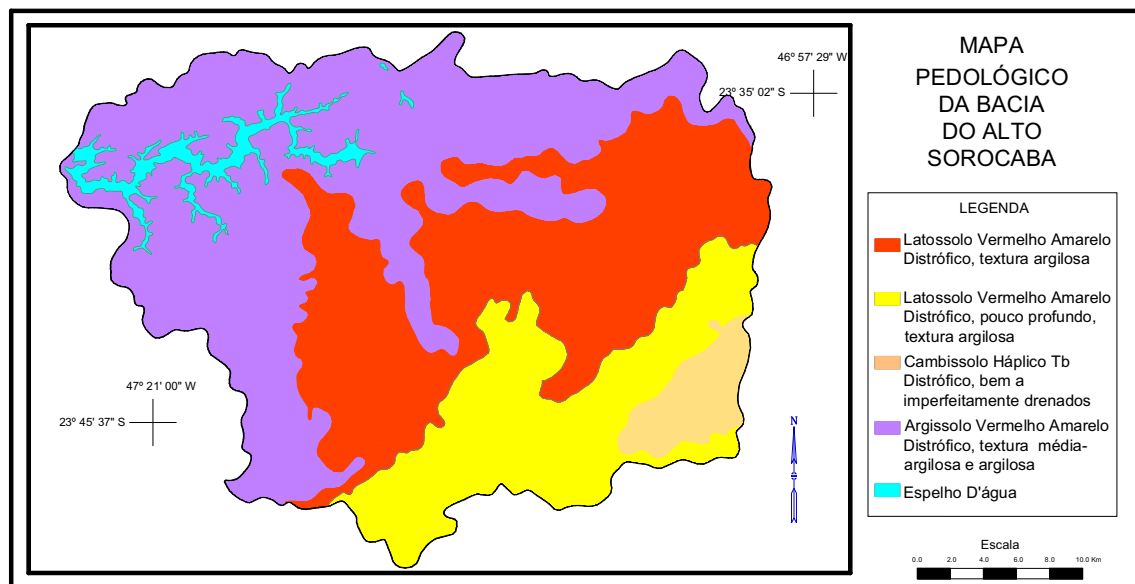 46º 57' 29" W
23º 35' 02" S
47º 21' 00" W
23º 45' 37" S
N
MAPA
PEDOLÓGICO
DA BACIA
DO ALTO
SOROCABA
LEGENDA
Latossolo Vermelho Amarelo
Distrófico, textura argilosa
Latossolo Vermelho Amarelo
Distrófico, pouco profundo,
textura argilosa
Cambissolo Háplico Tb
Distrófico, bem a
imperfeitamente drenados
Argissolo Vermelho Amarelo
Distrófico, textura média-
argilosa e argilosa
Espelho D'água
Escala
0.0 2.0 4.0 6.0 8.0 10.0 Km